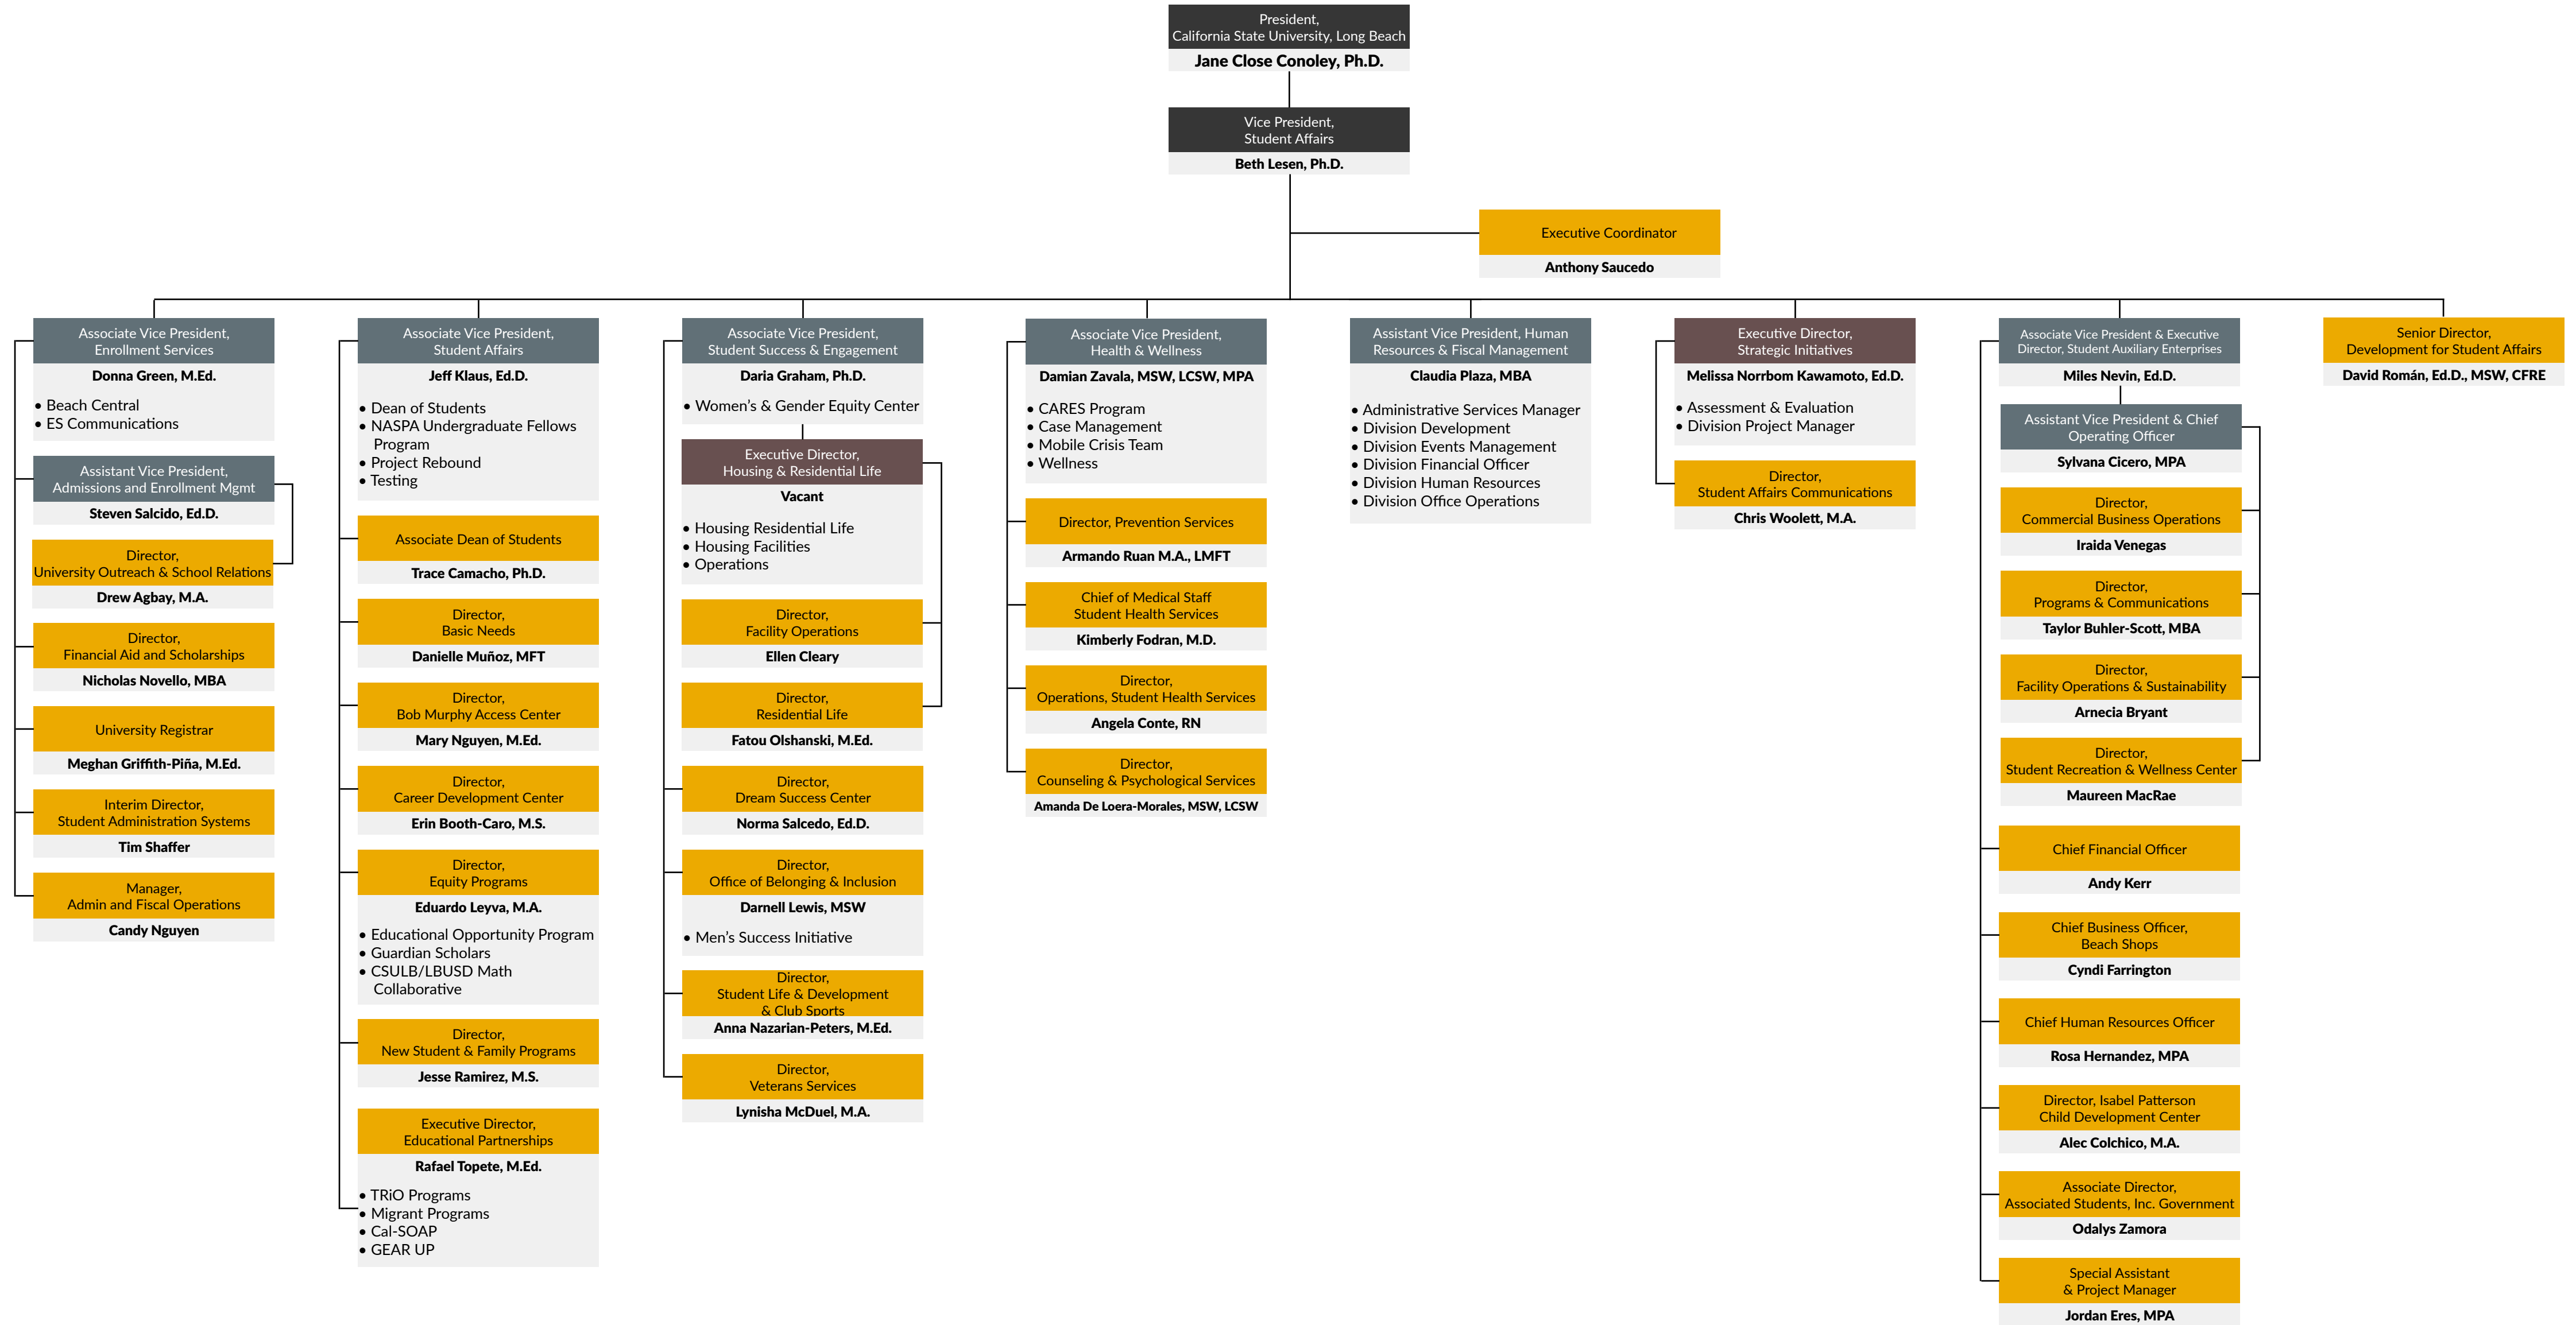 President,
California State University, Long Beach
Jane Close Conoley, Ph.D.
Vice President,
Student Affairs
Beth Lesen, Ph.D.
Executive Coordinator
Anthony Saucedo
Associate Vice President,
Enrollment Services
Donna Green, M.Ed.
• Beach Central
• ES Communications
Assistant Vice President,
Admissions and Enrollment Mgmt
Steven Salcido, Ed.D.
Director,
University Outreach & School Relations
Drew Agbay, M.A.
Director,
Financial Aid and Scholarships
Nicholas Novello, MBA
University Registrar
Meghan Griffith-Piña, M.Ed.
Interim Director,
Student Administration Systems
Tim Shaffer
Manager,
Admin and Fiscal Operations
Candy Nguyen
Associate Vice President,
Student Affairs
Jeff Klaus, Ed.D.
• Dean of Students
• NASPA Undergraduate Fellows
Program
• Project Rebound
• Testing
Associate Dean of Students
Trace Camacho, Ph.D.
Director,
Basic Needs
Danielle Muñoz, MFT
Director,
Bob Murphy Access Center
Mary Nguyen, M.Ed.
Director,
Career Development Center
Erin Booth-Caro, M.S.
Director,
Equity Programs
Eduardo Leyva, M.A.
• Educational Opportunity Program
• Guardian Scholars
• CSULB/LBUSD Math
Collaborative
Director,
New Student & Family Programs
Jesse Ramirez, M.S.
Executive Director,
Educational Partnerships
Rafael Topete, M.Ed.
• TRiO Programs
• Migrant Programs
• Cal-SOAP
• GEAR UP
Associate Vice President,
Student Success & Engagement
Daria Graham, Ph.D.
• Women’s & Gender Equity Center
Executive Director,
Housing & Residential Life
Vacant
• Housing Residential Life
• Housing Facilities
• Operations
Director,
Facility Operations
Ellen Cleary
Director,
Residential Life
Fatou Olshanski, M.Ed.
Director,
Dream Success Center
Norma Salcedo, Ed.D.
Director,
Office of Belonging & Inclusion
Darnell Lewis, MSW
• Men’s Success Initiative
Director,
Student Life & Development
& Club Sports
Anna Nazarian-Peters, M.Ed.
Director,
Veterans Services
Lynisha McDuel, M.A.
Associate Vice President,
Health & Wellness
Damian Zavala, MSW, LCSW, MPA
• CARES Program
• Case Management
• Mobile Crisis Team
• Wellness
Director, Prevention Services
Armando Ruan M.A., LMFT
Chief of Medical Staff
Student Health Services
Kimberly Fodran, M.D.
Director,
Operations, Student Health Services
Angela Conte, RN
Director,
Counseling & Psychological Services
Amanda De Loera-Morales, MSW, LCSW
Assistant Vice President, Human
Resources & Fiscal Management
Claudia Plaza, MBA
• Administrative Services Manager
• Division Development
• Division Events Management
• Division Financial Officer
• Division Human Resources
• Division Office Operations
Executive Director,
Strategic Initiatives
Melissa Norrbom Kawamoto, Ed.D.
• Assessment & Evaluation
• Division Project Manager
Director,
Student Affairs Communications
Chris Woolett, M.A.
Associate Vice President & Executive
Director, Student Auxiliary Enterprises
Miles Nevin, Ed.D.
Assistant Vice President & Chief
Operating Officer
Sylvana Cicero, MPA
Director,
Commercial Business Operations
Iraida Venegas
Director,
Programs & Communications
Taylor Buhler-Scott, MBA
Director,
Facility Operations & Sustainability
Arnecia Bryant
Director,
Student Recreation & Wellness Center
Maureen MacRae
Chief Financial Officer
Andy Kerr
Chief Business Officer,
Beach Shops
Cyndi Farrington
Chief Human Resources Officer
Rosa Hernandez, MPA
Director, Isabel Patterson
Child Development Center
Alec Colchico, M.A.
Associate Director,
Associated Students, Inc. Government
Odalys Zamora
Special Assistant
& Project Manager
Jordan Eres, MPA
Senior Director,
Development for Student Affairs
David Román, Ed.D., MSW, CFRE